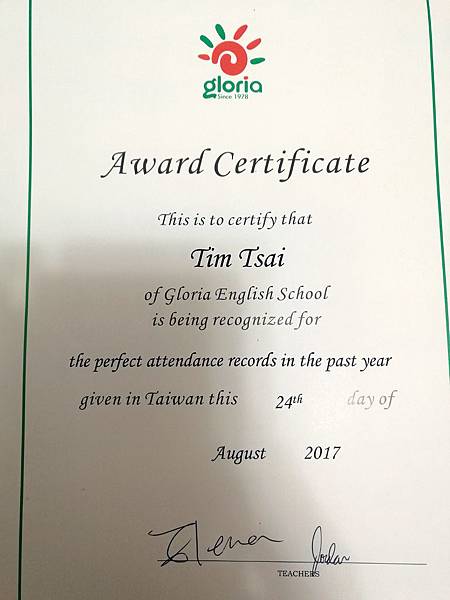 gloria
Since 1978
Award Certificate
This is to certify that
Tim Tsai
of Gloria English School
is being recognized for
the perfect attendance records in the past year
given in Taiwan this 24th day of
August 2017
Jordan
TEACHERS